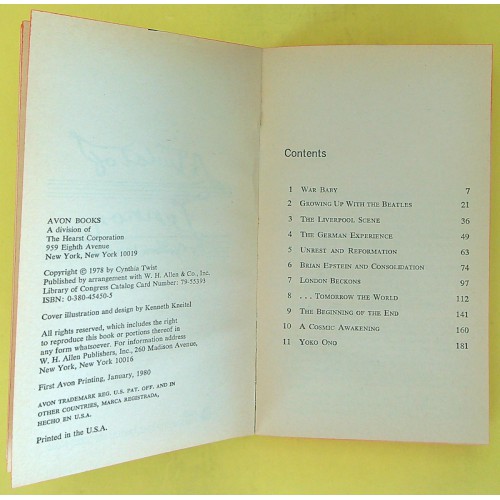 AVON BOOKS
A division of
The Hearst Corporation
959 Eighth Avenue
New York, New York 10019
Copyright © 1978 by Cynthia Twist
Published by arrangement with W. H. Allen & Co., Inc.
Library of Congress Catalog Card Number: 79-55393
ISBN: 0-380-45450-5
Cover illustration and design by Kenneth Kneitel
All rights reserved, which includes the right
to reproduce this book or portions thereof in
any form whatsoever. For information address
W. H. Allen Publishers, Inc., 260 Madison Avenue,
New York, New York 10016
First Avon Printing, January, 1980
AVON TRADEMARK REG. U.S. PAT. OFF. AND IN
OTHER COUNTRIES, MARCA REGISTRADA,
HECHO EN U.S.A.
Printed in the U.S.A.
Contents
1 War Baby 7
2 Growing Up With the Beatles 21
3 The Liverpool Scene 36
4 The German Experience 49
5 Unrest and Reformation 63
6 Brian Epstein and Consolidation 74
7 London Beckons 97
8 . . . Tomorrow the World 112
9 The Beginning of the End 141
10 A Cosmic Awakening 160
11 Yoko Ono 181